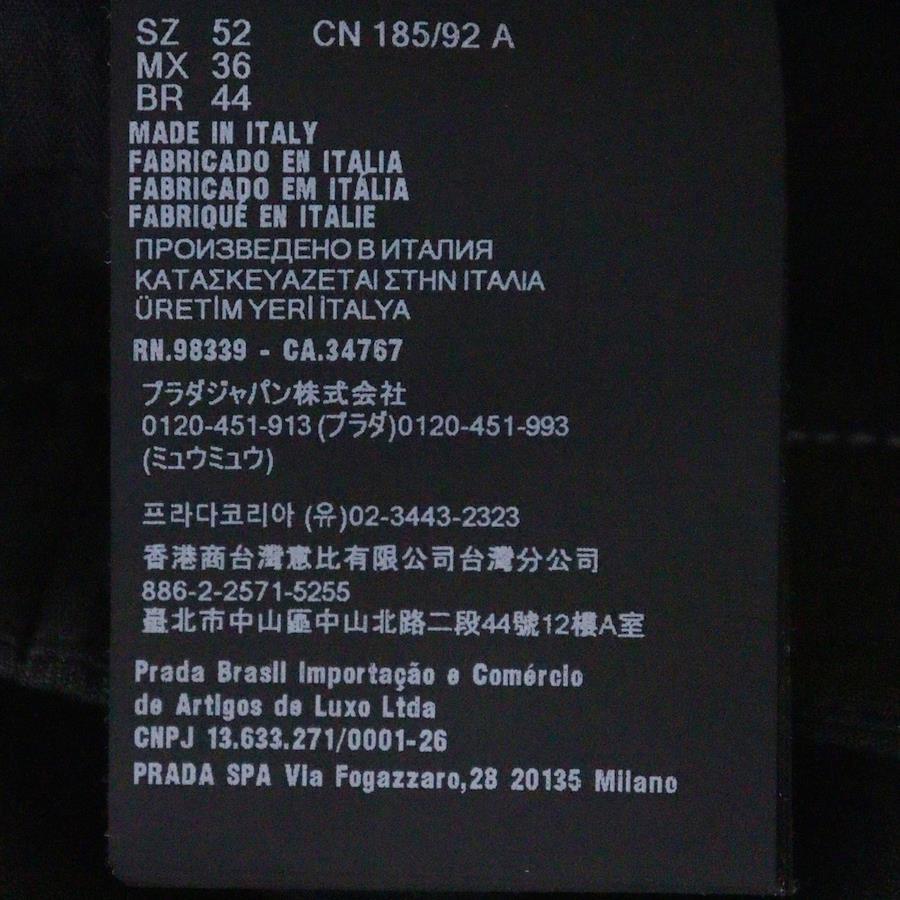 SZ 52 CN 185/92 A
MX 36
BR 44
MADE IN ITALY
FABRICADO EN ITALIA
FABRICADO EM ITÁLIA
FABRIQUÉ EN ITALIE
ПРОИЗВЕДЕНО В ИТАЛИЯ
ΚΑΤΑΣΚΕΥΑΖΕΤΑΙ ΣΤΗΝ ΙΤΑΛΙΑ
ÜRETİM YERİ İTALYA
RN.98339 - CA.34767
プラダジャパン株式会社
0120-451-913 (プラダ)0120-451-993
(ミュウミュウ)
프라다코리아 (유)02-3443-2323
香港商台灣惠比有限公司台灣分公司
886-2-2571-5255
臺北市中山區中山北路二段44號12樓A室
Prada Brasil Importação e Comércio
de Artigos de Luxo Ltda
CNPJ 13.633.271/0001-26
PRADA SPA Via Fogazzaro,28 20135 Milano